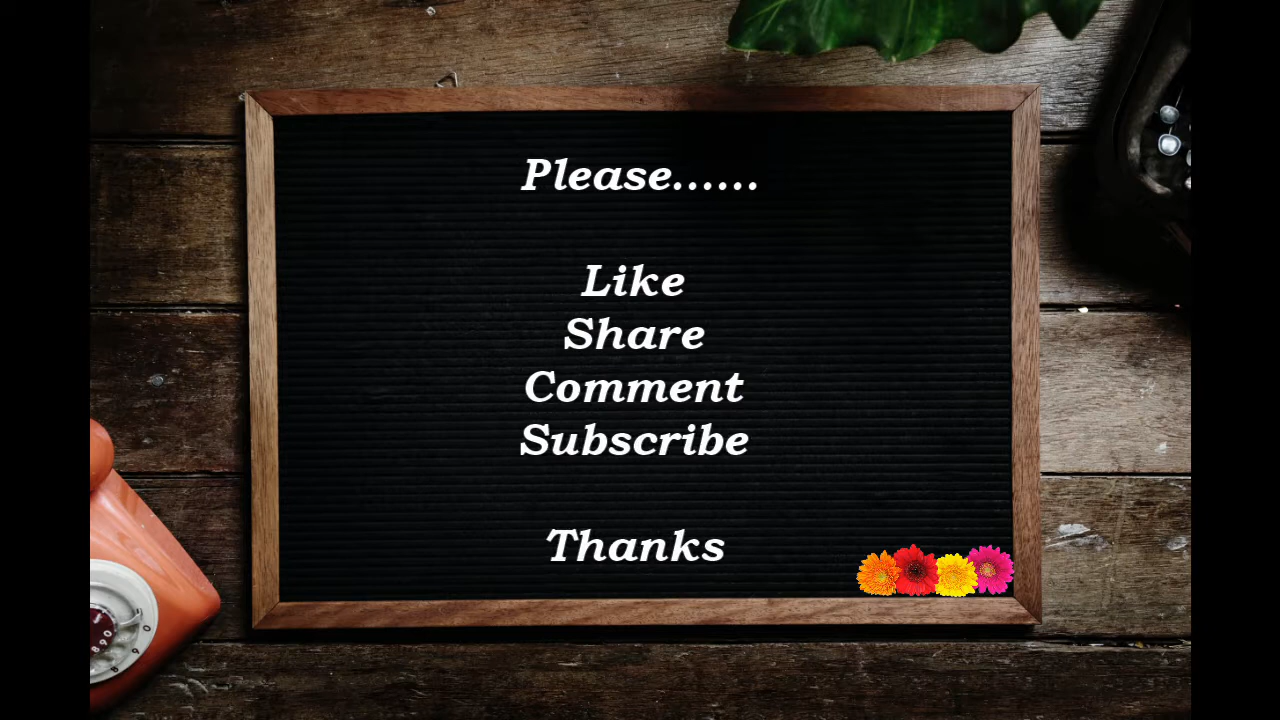 Please......
Like
Share
Comment
Subscribe
Thanks